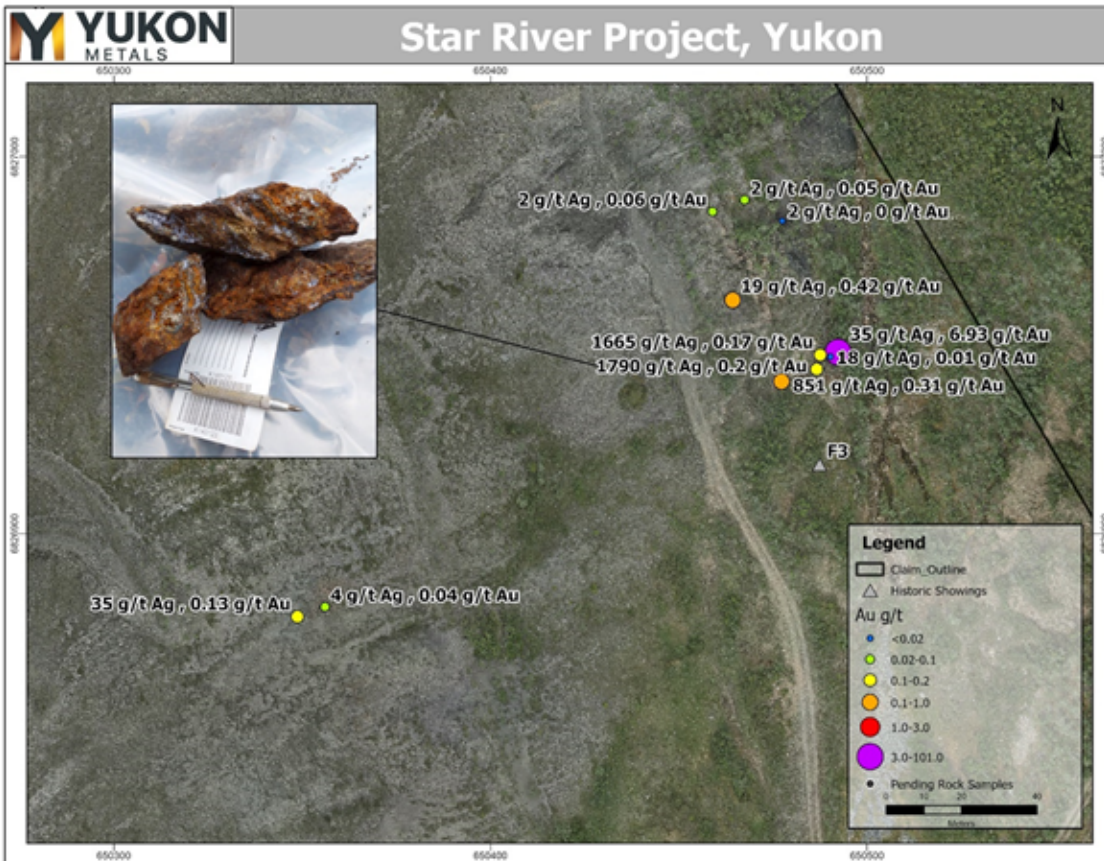 YUKON
METALS
Star River Project, Yukon
650300
650400
650500
N
6827000
2 g/t Ag , 0.06 g/t Au
2 g/t Ag , 0.05 g/t Au
2 g/t Ag , 0 g/t Au
19 g/t Ag , 0.42 g/t Au
1665 g/t Ag , 0.17 g/t Au
35 g/t Ag , 6.93 g/t Au
18 g/t Ag , 0.01 g/t Au
1790 g/t Ag , 0.2 g/t Au
851 g/t Ag , 0.31 g/t Au
F3
6826900
35 g/t Ag , 0.13 g/t Au
4 g/t Ag , 0.04 g/t Au
Legend
Claim_Outline
Historic Showings
Au g/t
<0.02
0.02-0.1
0.1-0.2
0.1-1.0
1.0-3.0
3.0-101.0
Pending Rock Samples
0 10 20 40
Meters
650300
650400
650500